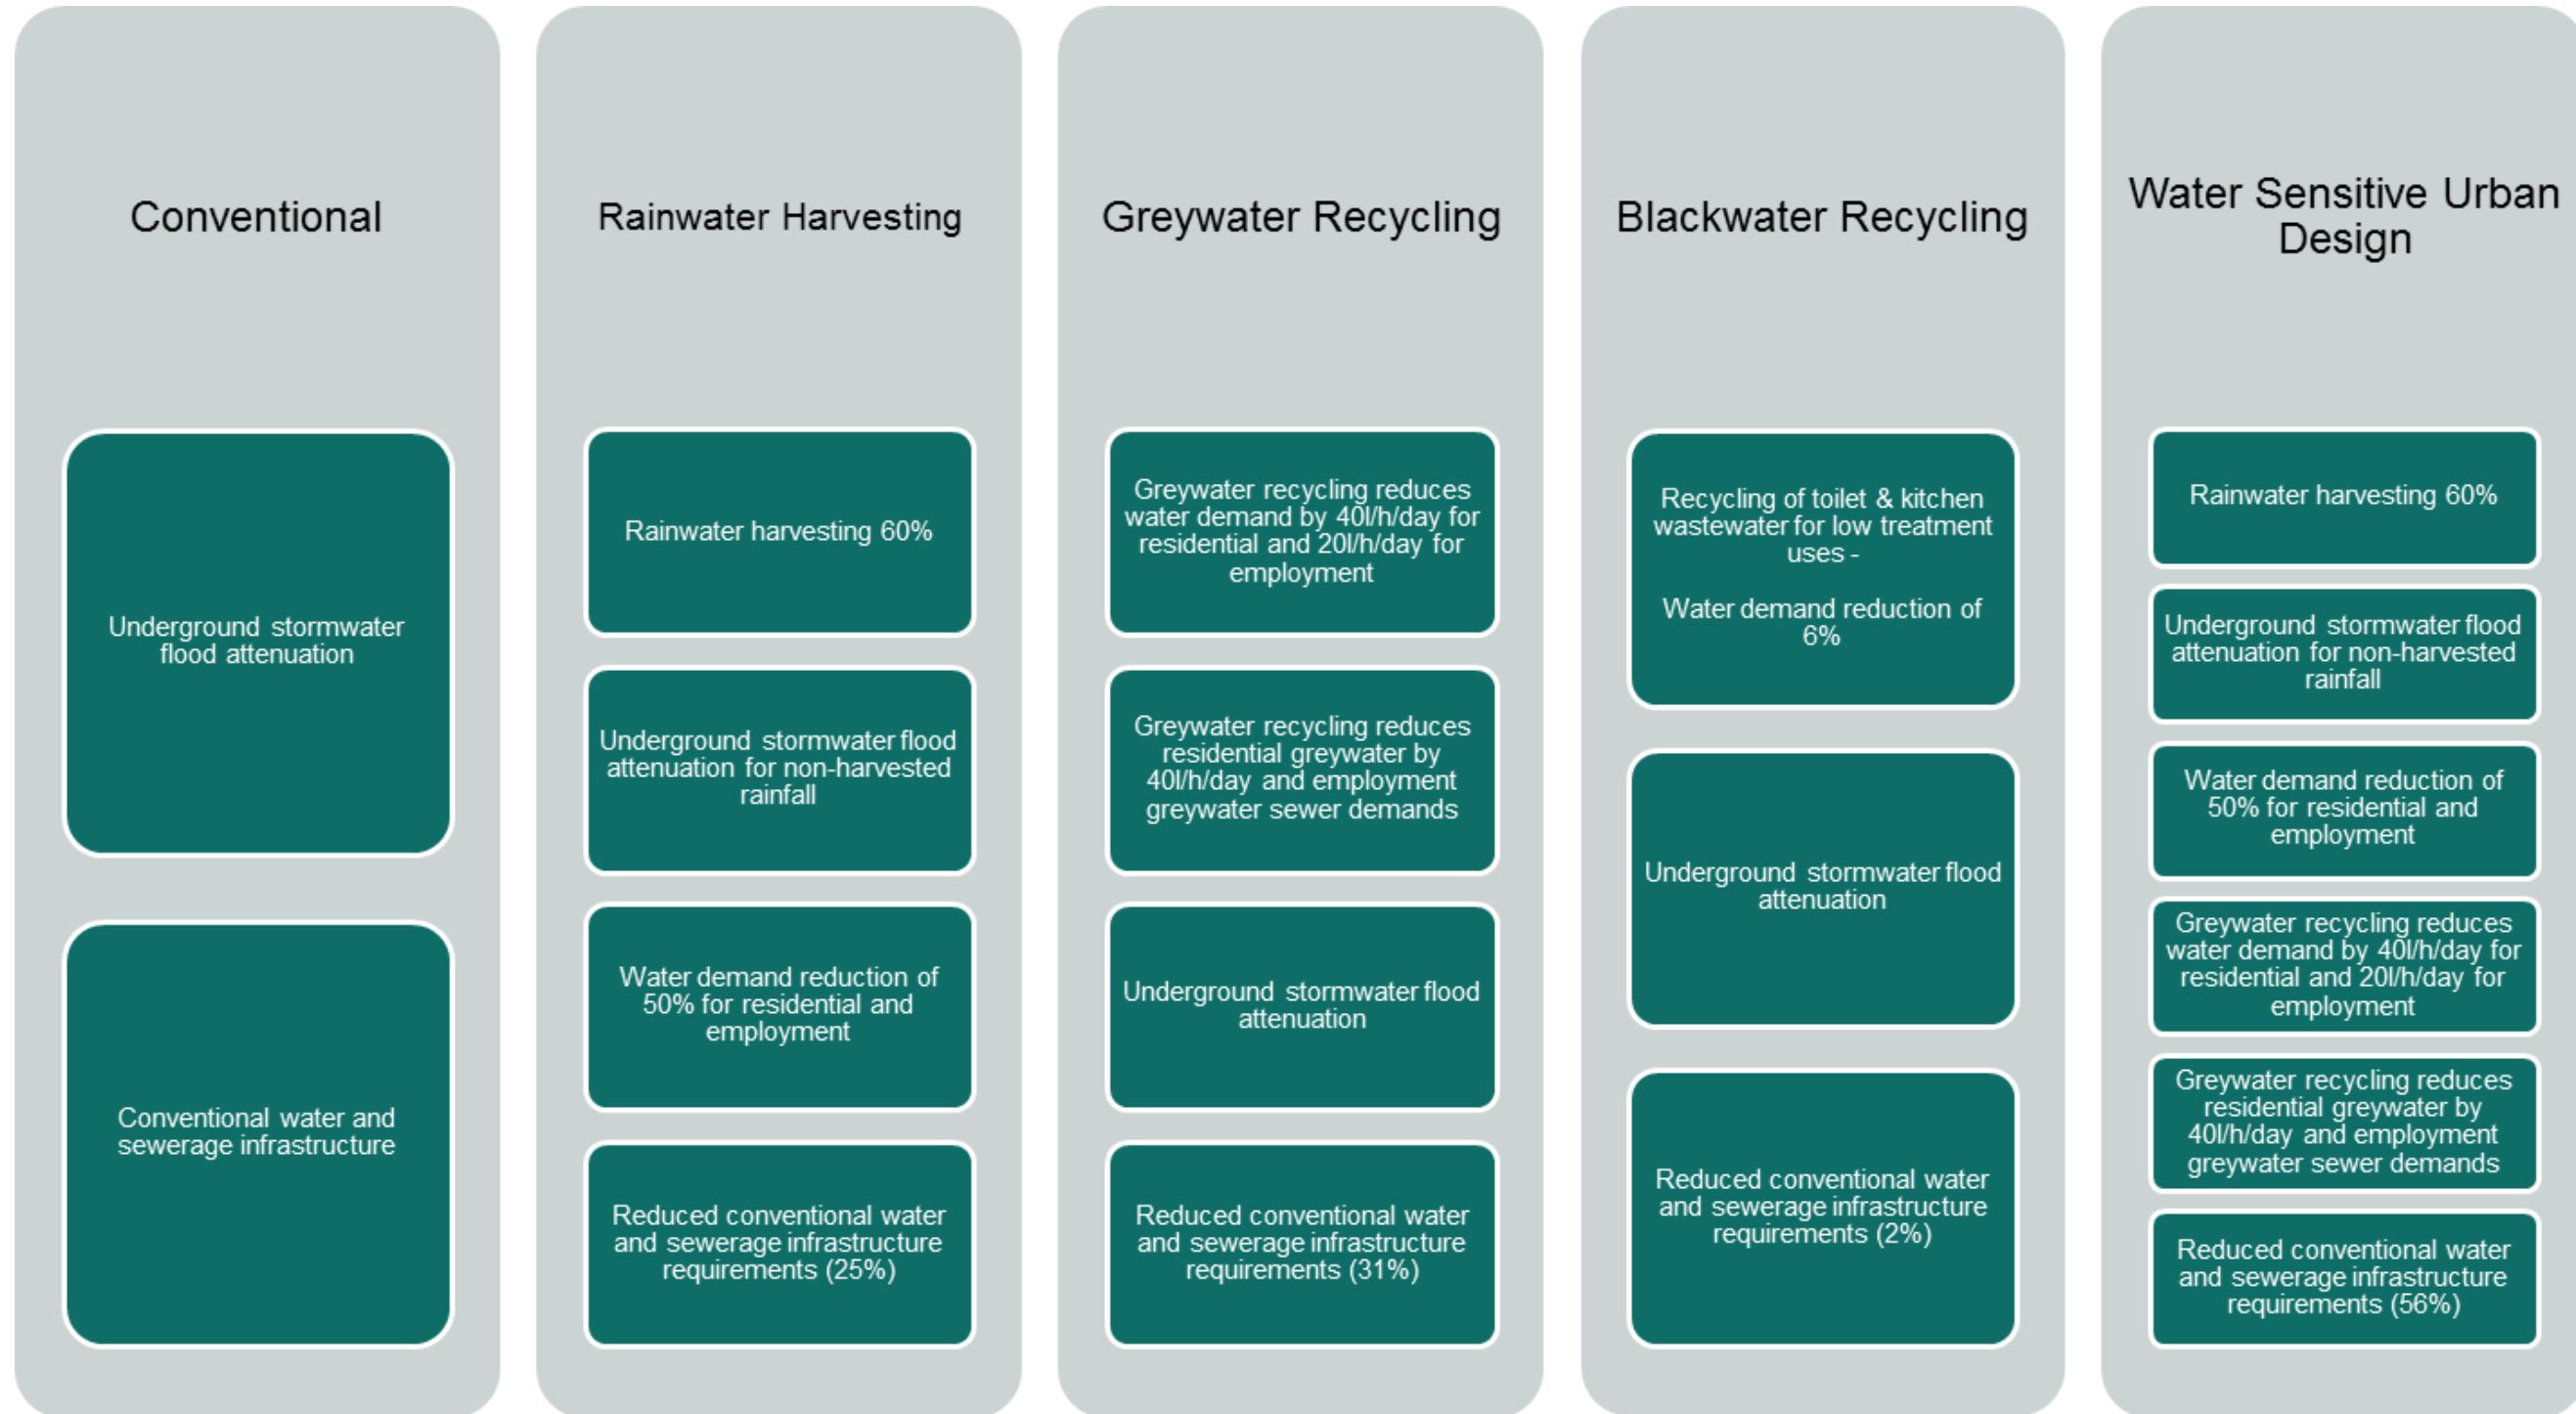 Conventional
Underground stormwater
flood attenuation
Conventional water and
sewerage infrastructure
Rainwater Harvesting
Rainwater harvesting 60%
Underground stormwater flood
attenuation for non-harvested
rainfall
Water demand reduction of
50% for residential and
employment
Reduced conventional water
and sewerage infrastructure
requirements (25%)
Greywater Recycling
Greywater recycling reduces
water demand by 40l/h/day for
residential and 20l/h/day for
employment
Greywater recycling reduces
residential greywater by
40l/h/day and employment
greywater sewer demands
Underground stormwater flood
attenuation
Reduced conventional water
and sewerage infrastructure
requirements (31%)
Blackwater Recycling
Recycling of toilet & kitchen
wastewater for low treatment
uses -
Water demand reduction of
6%
Underground stormwater flood
attenuation
Reduced conventional water
and sewerage infrastructure
requirements (2%)
Water Sensitive Urban
Design
Rainwater harvesting 60%
Underground stormwater flood
attenuation for non-harvested
rainfall
Water demand reduction of
50% for residential and
employment
Greywater recycling reduces
water demand by 40l/h/day for
residential and 20l/h/day for
employment
Greywater recycling reduces
residential greywater by
40l/h/day and employment
greywater sewer demands
Reduced conventional water
and sewerage infrastructure
requirements (56%)